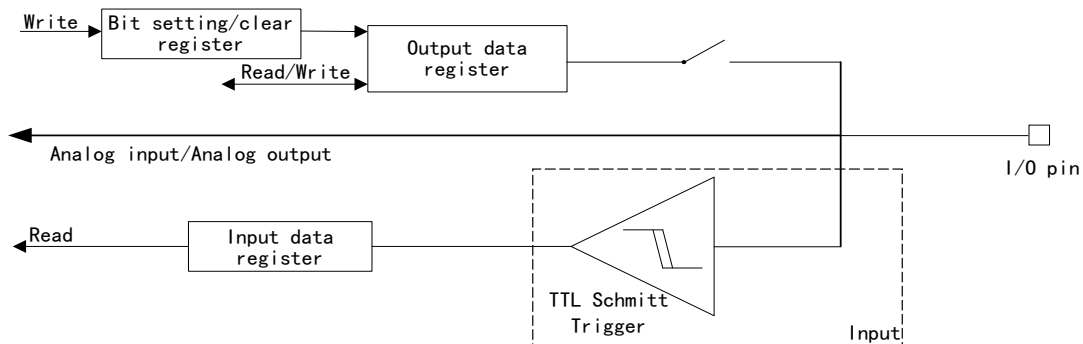 Write
Bit setting/clear
register
Output data
register
Read/Write
Analog input/Analog output
I/O pin
Read
Input data
register
TTL Schmitt
Trigger
Input